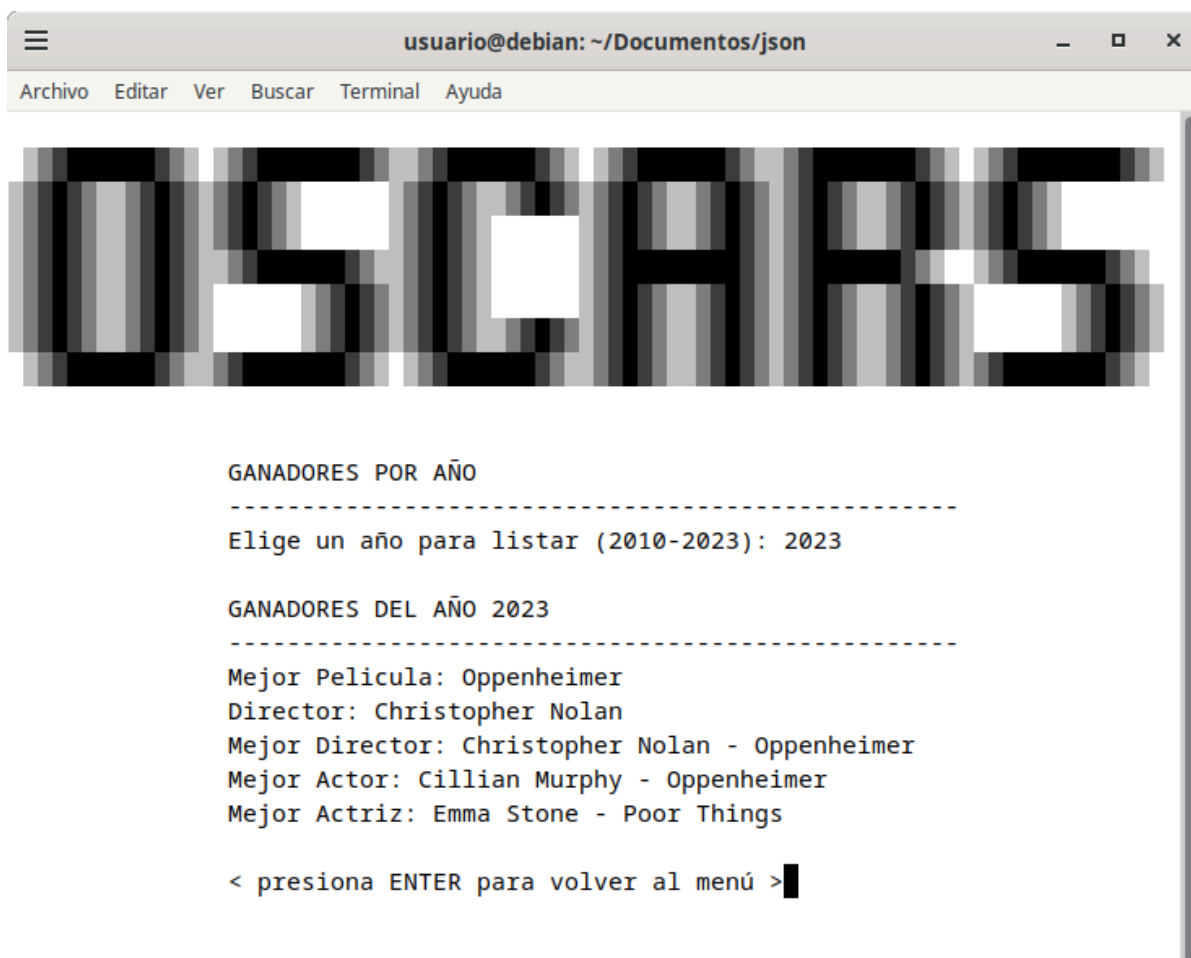 usuario@debian: ~/Documentos/json
Archivo Editar Ver Buscar Terminal Ayuda
OSCARS
GANADORES POR AÑO
--------------------------------------------------
Elige un año para listar (2010-2023): 2023
GANADORES DEL AÑO 2023
--------------------------------------------------
Mejor Pelicula: Oppenheimer
Director: Christopher Nolan
Mejor Director: Christopher Nolan - Oppenheimer
Mejor Actor: Cillian Murphy - Oppenheimer
Mejor Actriz: Emma Stone - Poor Things
< presiona ENTER para volver al menú >